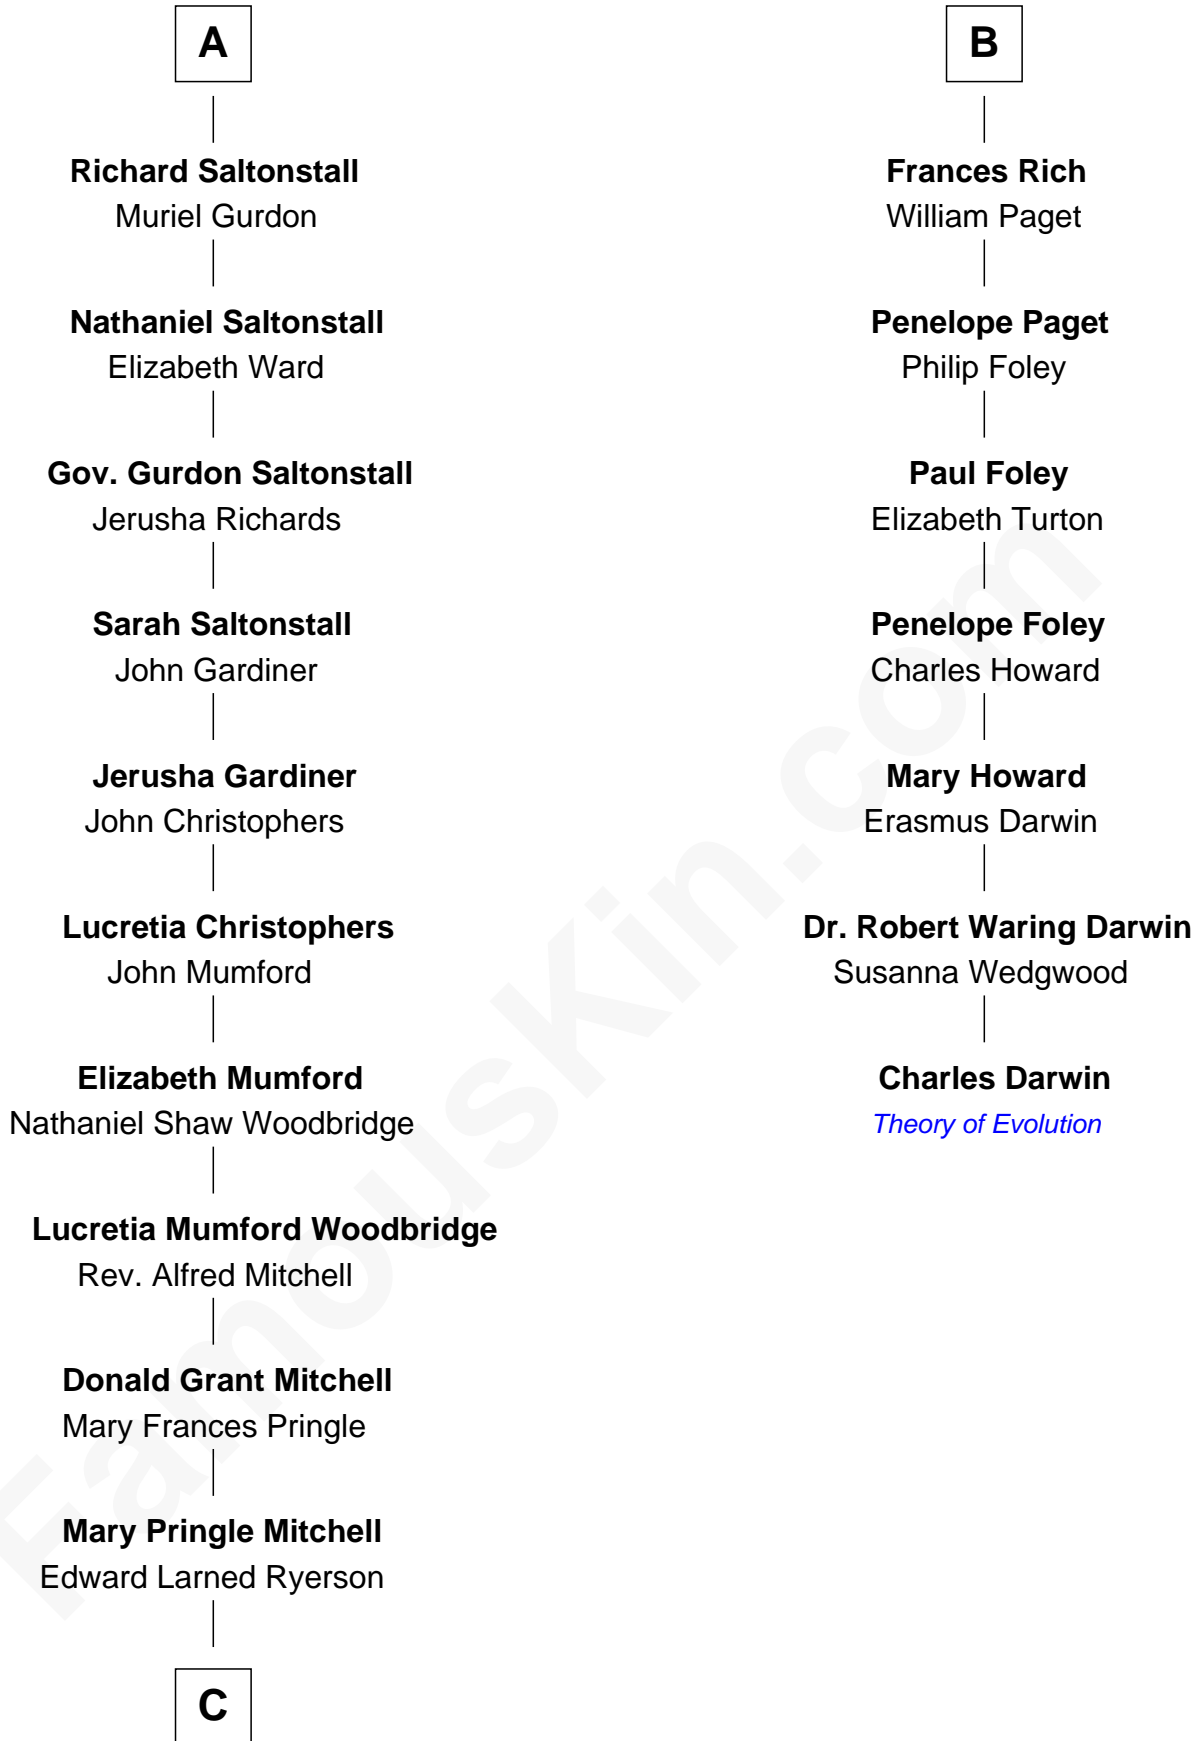 A
Richard Saltonstall
Muriel Gurdon
Nathaniel Saltonstall
Elizabeth Ward
Gov. Gurdon Saltonstall
Jerusha Richards
Sarah Saltonstall
John Gardiner
Jerusha Gardiner
John Christophers
Lucretia Christophers
John Mumford
Elizabeth Mumford
Nathaniel Shaw Woodbridge
Lucretia Mumford Woodbridge
Rev. Alfred Mitchell
Donald Grant Mitchell
Mary Frances Pringle
Mary Pringle Mitchell
Edward Larned Ryerson
C
B
Frances Rich
William Paget
Penelope Paget
Philip Foley
Paul Foley
Elizabeth Turton
Penelope Foley
Charles Howard
Mary Howard
Erasmus Darwin
Dr. Robert Waring Darwin
Susanna Wedgwood
Charles Darwin
Theory of Evolution
FamousKin.com